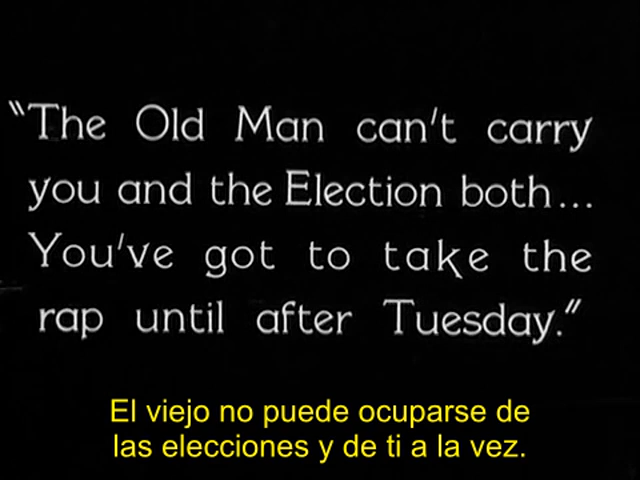 "The Old Man can't carry
you and the Election both...
You've got to take the
rap until after Tuesday."
El viejo no puede ocuparse de
las elecciones y de ti a la vez.